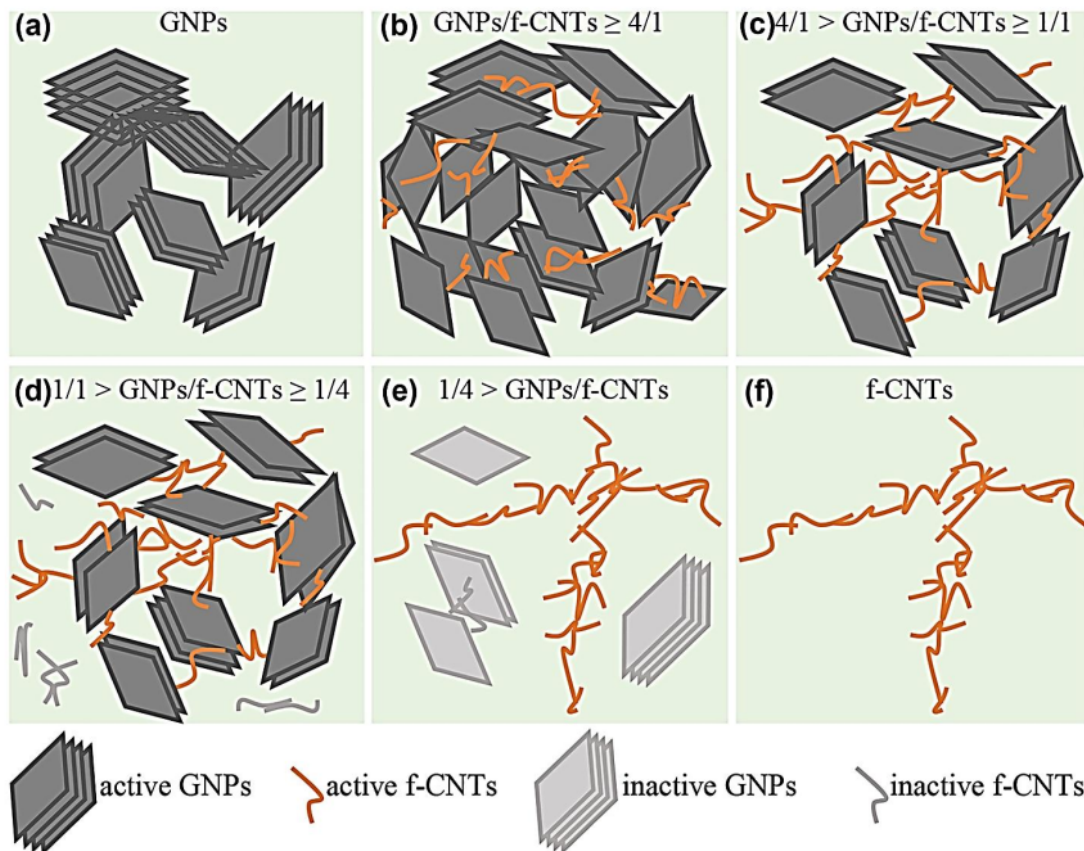 (a) GNPs
(b) GNPs/f-CNTs ≥ 4/1
(c) 4/1 > GNPs/f-CNTs ≥ 1/1
(d) 1/1 > GNPs/f-CNTs ≥ 1/4
(e) 1/4 > GNPs/f-CNTs
(f) f-CNTs
active GNPs
active f-CNTs
inactive GNPs
inactive f-CNTs